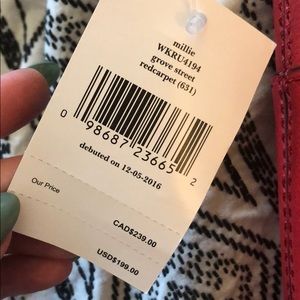 millie
WKRU4194
grove street
redcarpet (631)
0 98687 23665 2
debuted on 12-05-2016
Our Price
CAD$239.00
USD$199.00